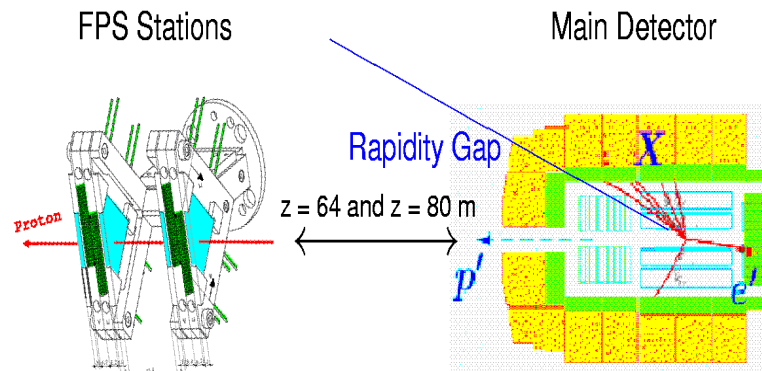 FPS Stations
Main Detector
Rapidity Gap
X
z = 64 and z = 80 m
Proton
p'
e'